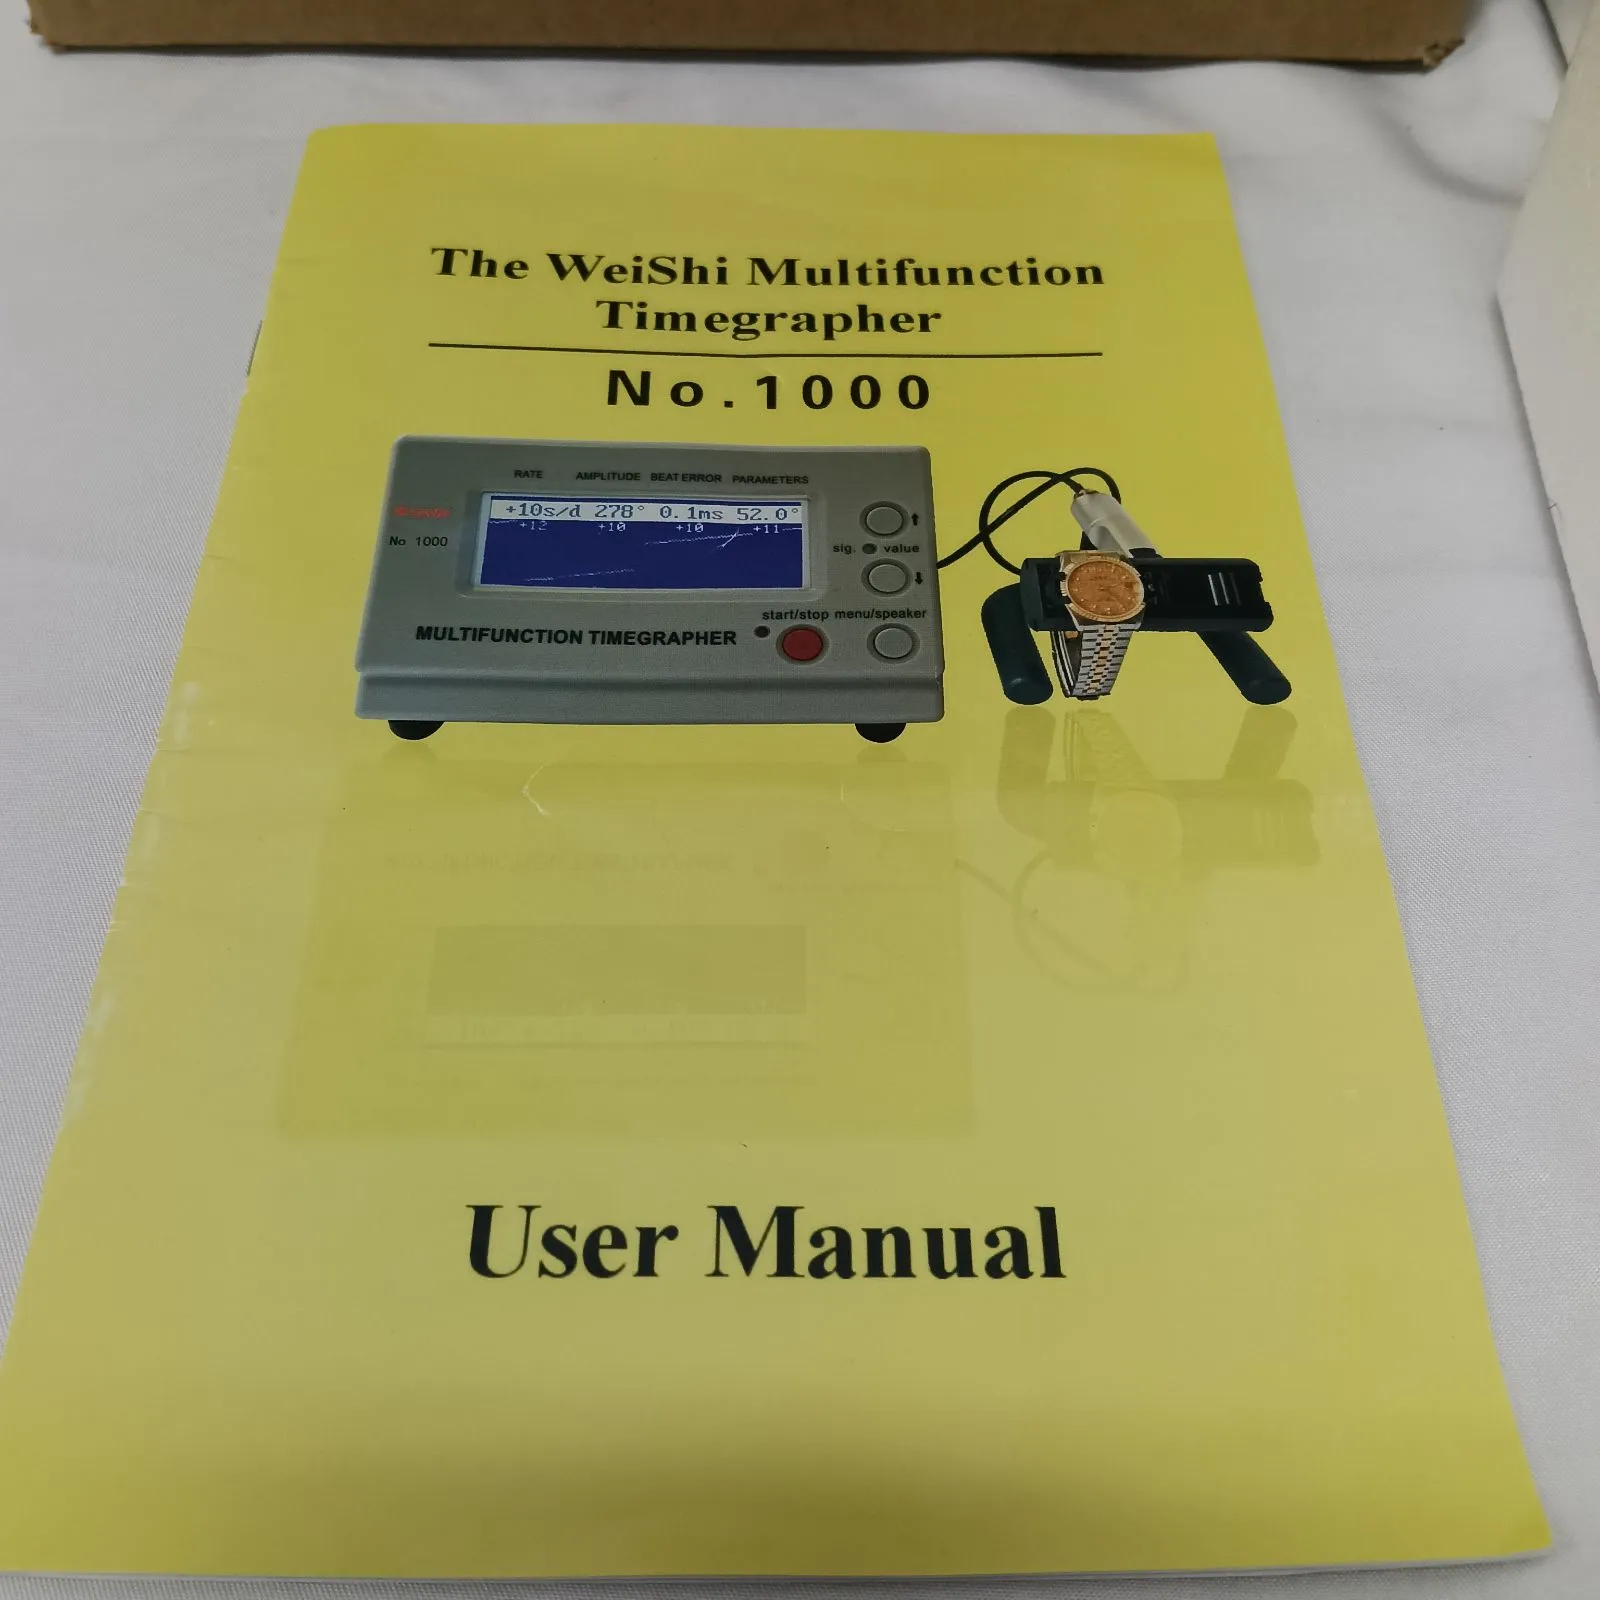 The WeiShi Multifunction
Timegrapher
No.1000
RATE AMPLITUDE BEAT ERROR PARAMETERS
+10s/d 278° 0.1ms 52.0°
+12 +10 +10 +11
No 1000
sig. value
start/stop menu/speaker
MULTIFUNCTION TIMEGRAPHER
User Manual